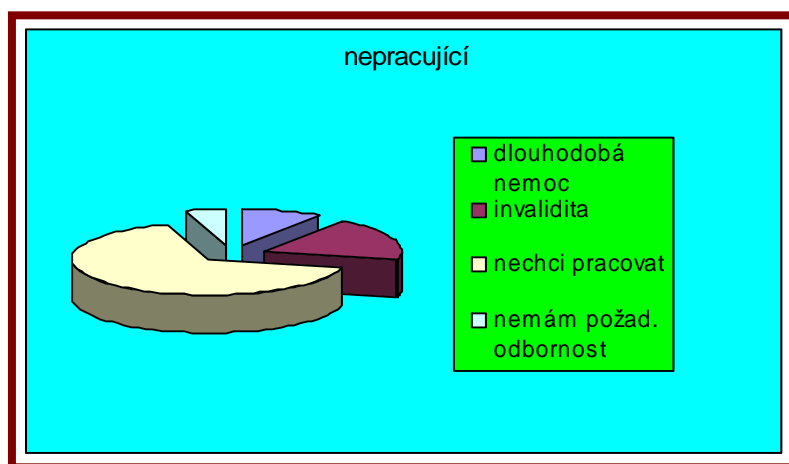 nepracující
dlouhodobá
nemoc
invalidita
nechci pracovat
nemám požad.
odbornost